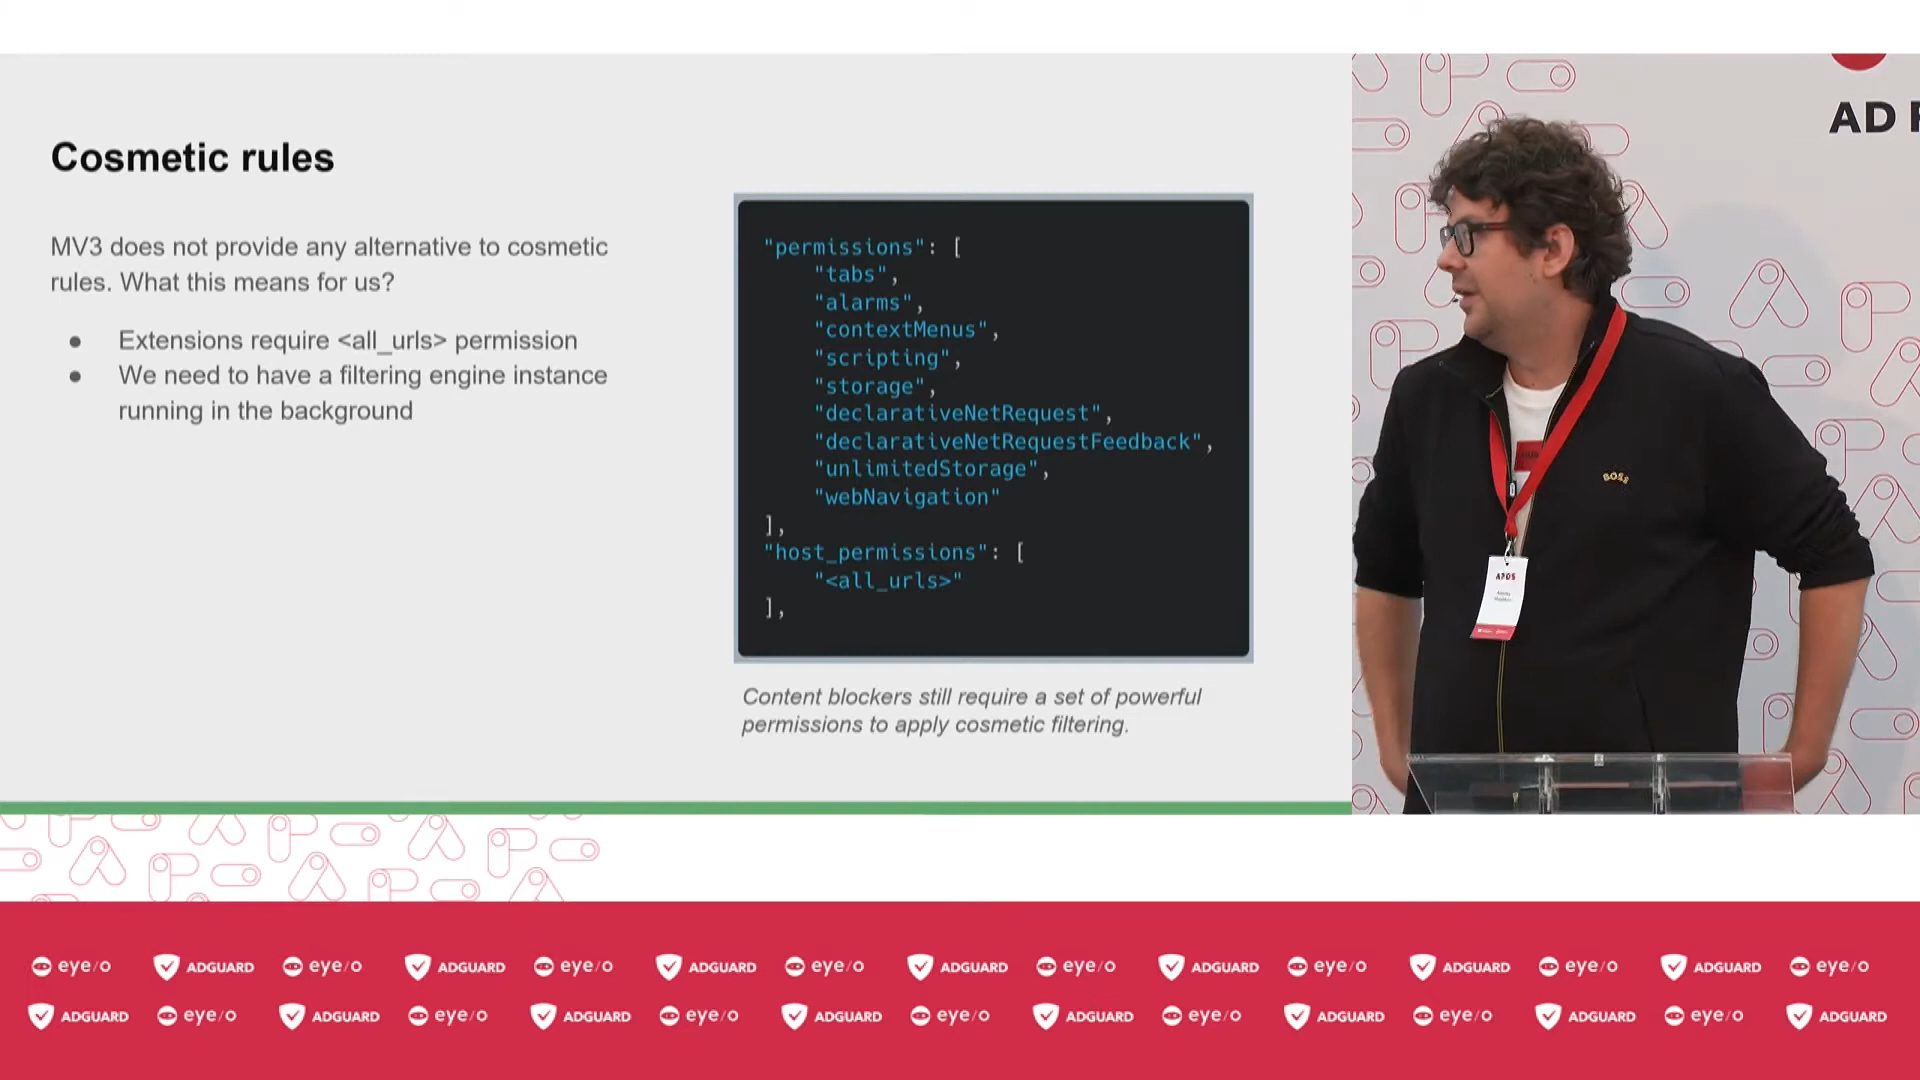 Cosmetic rules
MV3 does not provide any alternative to cosmetic
rules. What this means for us?
● Extensions require <all_urls> permission
● We need to have a filtering engine instance
running in the background
"permissions": [
"tabs",
"alarms",
"contextMenus",
"scripting",
"storage",
"declarativeNetRequest",
"declarativeNetRequestFeedback",
"unlimitedStorage",
"webNavigation"
],
"host_permissions": [
"<all_urls>"
],
Content blockers still require a set of powerful
permissions to apply cosmetic filtering.
AD
BOSS
APDS
eye/o ADGUARD eye/o ADGUARD eye/o ADGUARD eye/o ADGUARD eye/o ADGUARD eye/o ADGUARD eye/o ADGUARD eye/o
ADGUARD eye/o ADGUARD eye/o ADGUARD eye/o ADGUARD eye/o ADGUARD eye/o ADGUARD eye/o ADGUARD eye/o ADGUARD